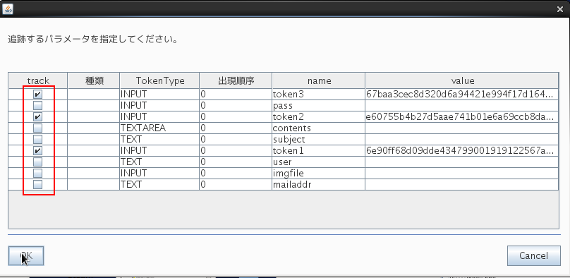 追跡するパラメータを指定してください。
track 種類 TokenType 出現順序 name value
INPUT 0 token3 67baa3cec8d320d6a94421e994f17d164...
INPUT 0 pass
INPUT 0 token2 e60755b4b27d5aae741b01e6a69ccb8da...
TEXTAREA 0 contents
TEXT 0 subject
INPUT 0 token1 6e90ff68d09dde434799001919122567a...
TEXT 0 user
INPUT 0 imgfile
TEXT 0 mailaddr
OK Cancel